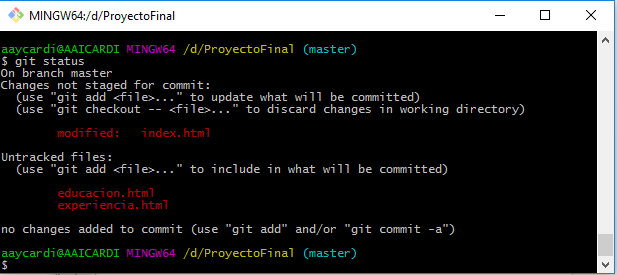 MINGW64:/d/ProyectoFinal
aaycardi@AAICARDI MINGW64 /d/ProyectoFinal (master)
$ git status
On branch master
Changes not staged for commit:
  (use "git add <file>..." to update what will be committed)
  (use "git checkout -- <file>..." to discard changes in working directory)

        modified:   index.html

Untracked files:
  (use "git add <file>..." to include in what will be committed)

        educacion.html
        experiencia.html

no changes added to commit (use "git add" and/or "git commit -a")

aaycardi@AAICARDI MINGW64 /d/ProyectoFinal (master)
$